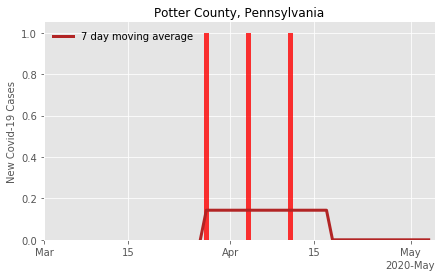 Potter County, Pennsylvania
7 day moving average
New Covid-19 Cases
1.0
0.8
0.6
0.4
0.2
0.0
Mar 15 Apr 15 May
2020-May